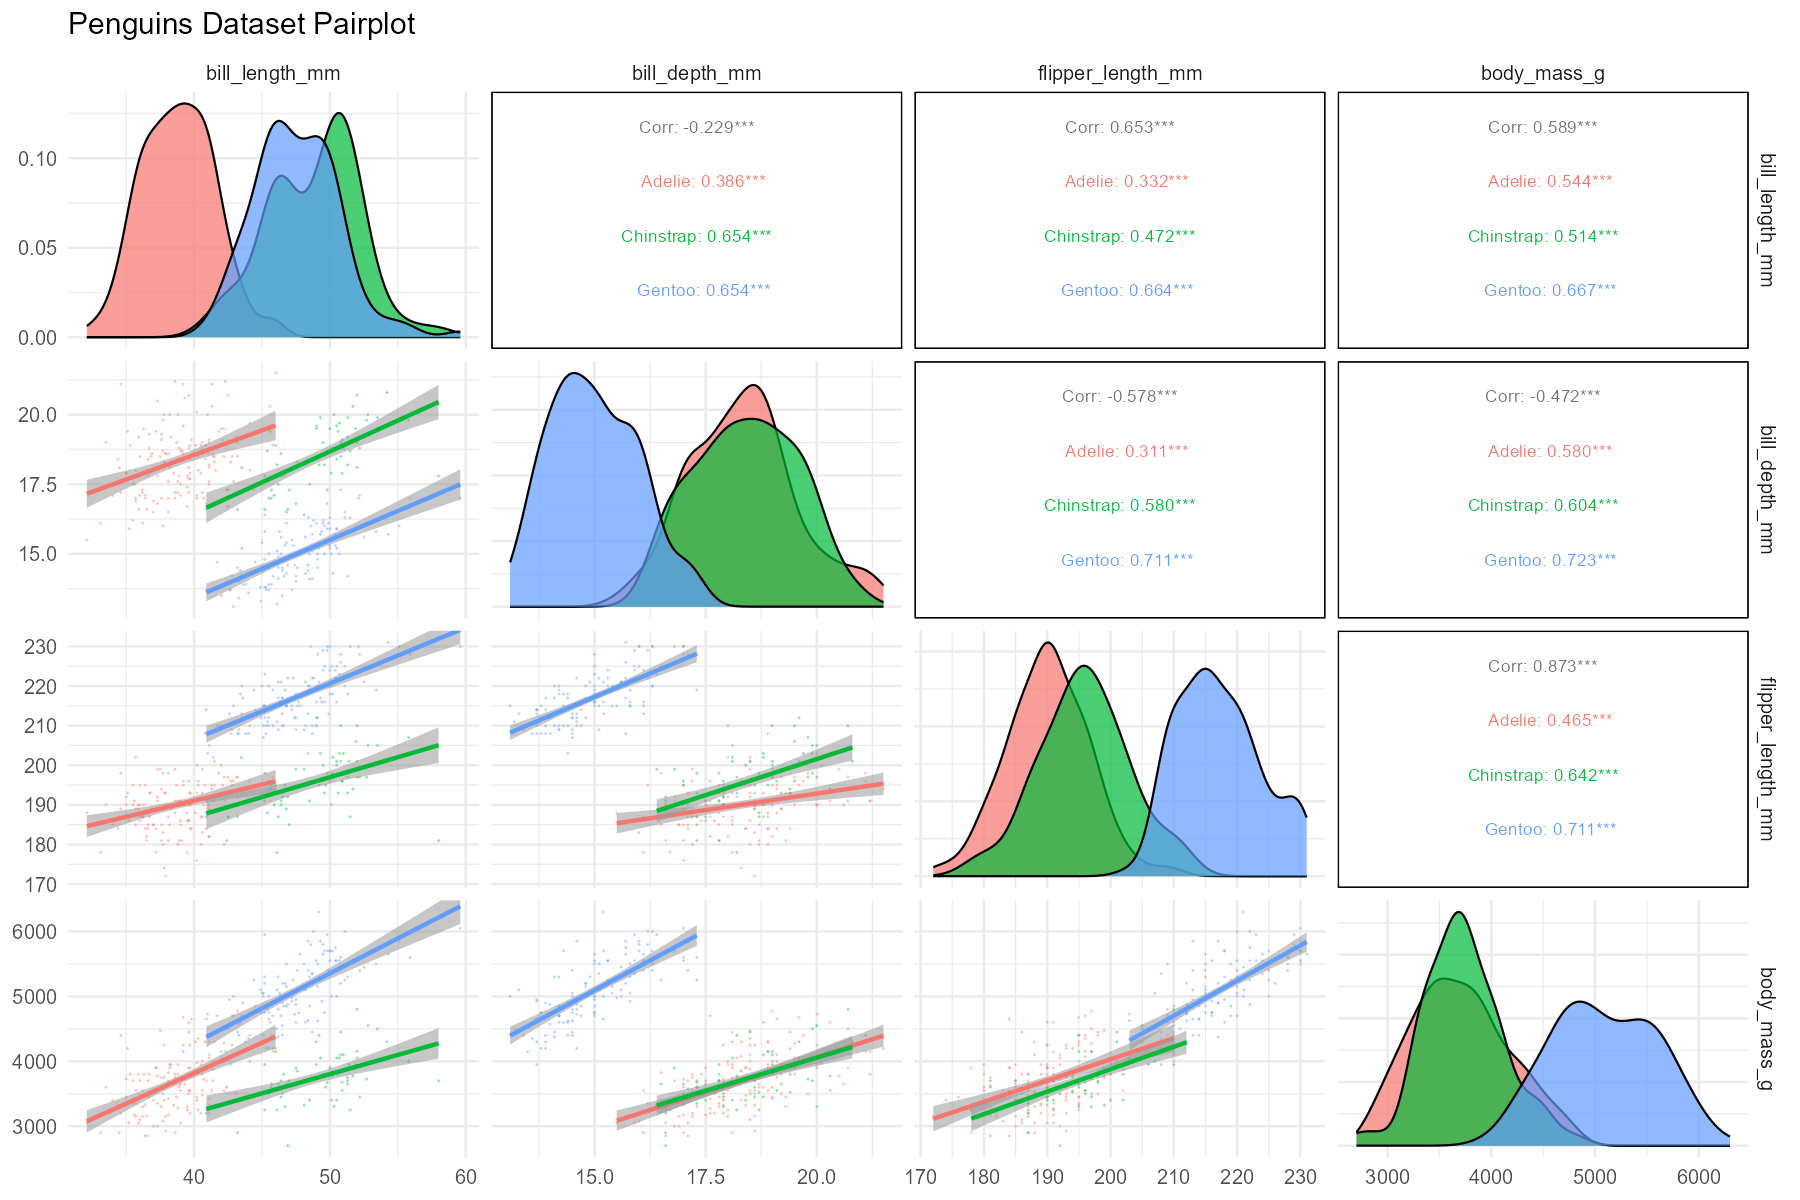 Penguins Dataset Pairplot
bill_length_mm
bill_depth_mm
flipper_length_mm
body_mass_g
0.10
0.05
0.00
Corr: -0.229***
Adelie: 0.386***
Chinstrap: 0.654***
Gentoo: 0.654***
Corr: 0.653***
Adelie: 0.332***
Chinstrap: 0.472***
Gentoo: 0.664***
Corr: 0.589***
Adelie: 0.544***
Chinstrap: 0.514***
Gentoo: 0.667***
bill_length_mm
20.0
17.5
15.0
Corr: -0.578***
Adelie: 0.311***
Chinstrap: 0.580***
Gentoo: 0.711***
Corr: -0.472***
Adelie: 0.580***
Chinstrap: 0.604***
Gentoo: 0.723***
bill_depth_mm
230
220
210
200
190
180
170
Corr: 0.873***
Adelie: 0.465***
Chinstrap: 0.642***
Gentoo: 0.711***
flipper_length_mm
6000
5000
4000
3000
body_mass_g
40 50 60
15.0 17.5 20.0
170 180 190 200 210 220 230
3000 4000 5000 6000